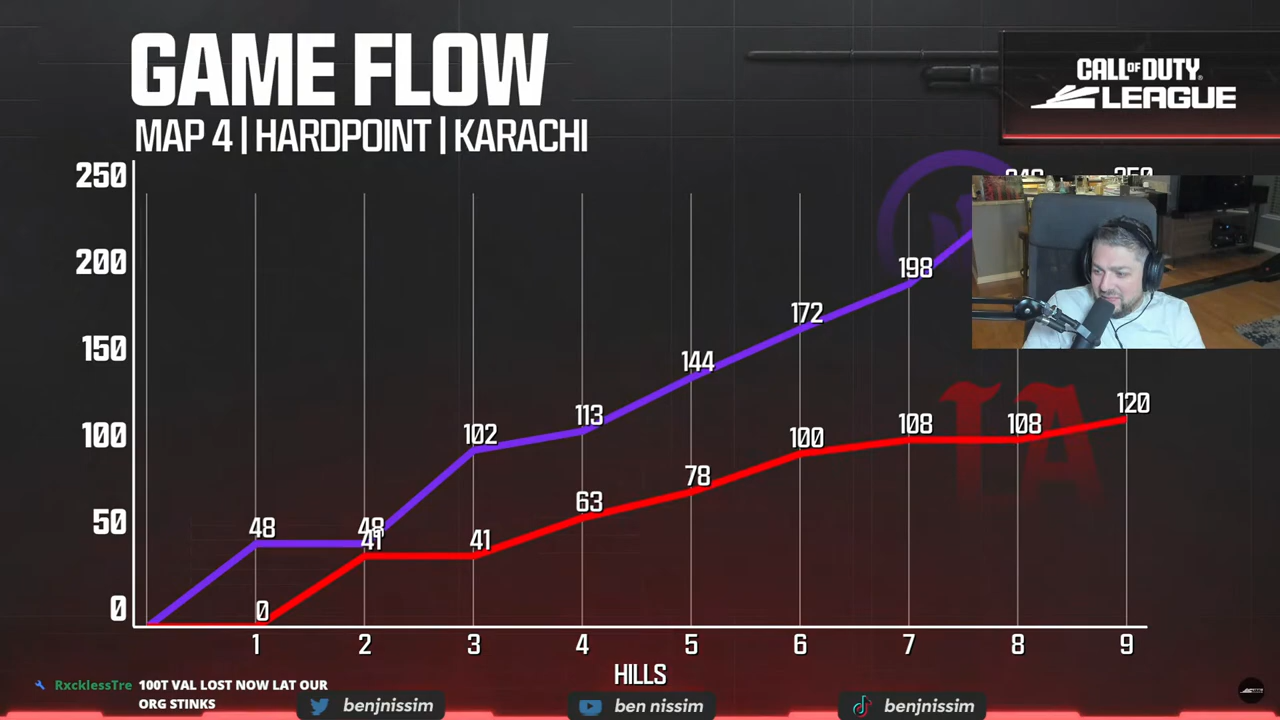 GAME FLOW
MAP 4 | HARDPOINT | KARACHI
CALL OF DUTY
LEAGUE
250
200
150
100
50
0
48
48
102
113
144
172
198
250
0
41
41
63
78
100
108
108
120
LA
1 2 3 4 5 6 7 8 9
HILLS
RxcklessTre 100T VAL LOST NOW LAT OUR
ORG STINKS
benjnissim
ben nissim
benjnissim